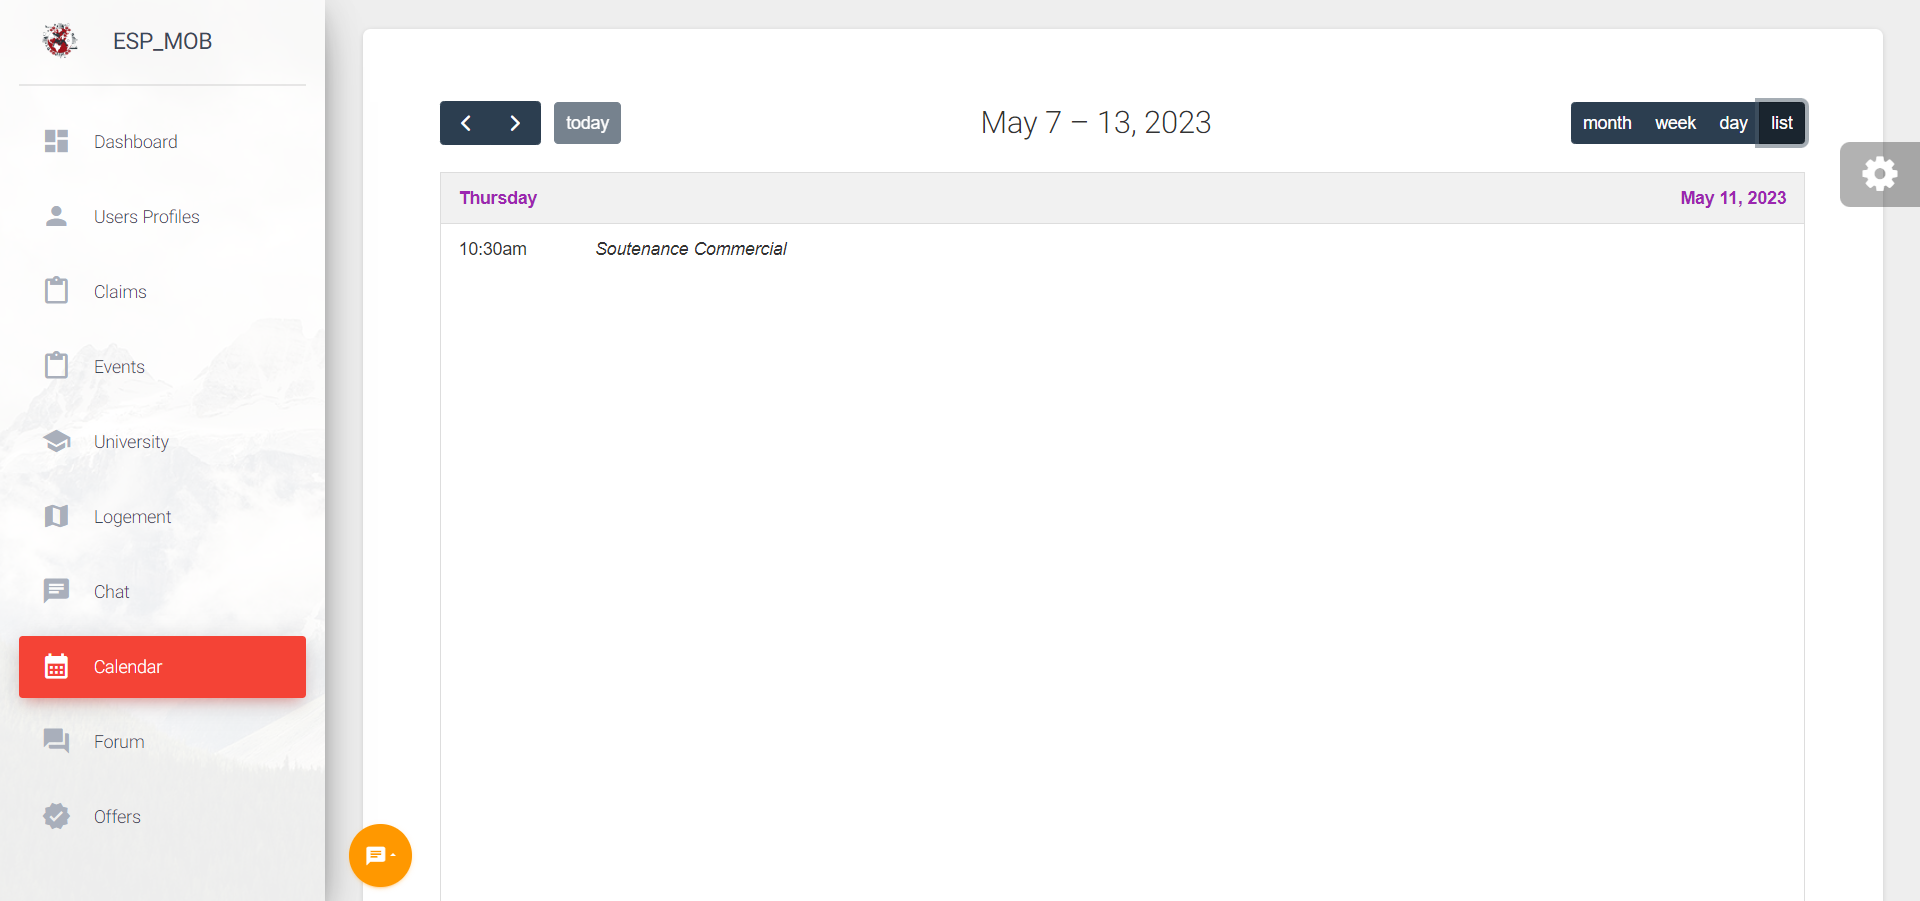 ESP_MOB
Dashboard
Users Profiles
Claims
Events
University
Logement
Chat
Calendar
Forum
Offers
today
May 7 – 13, 2023
month week day list
Thursday May 11, 2023
10:30am Soutenance Commercial